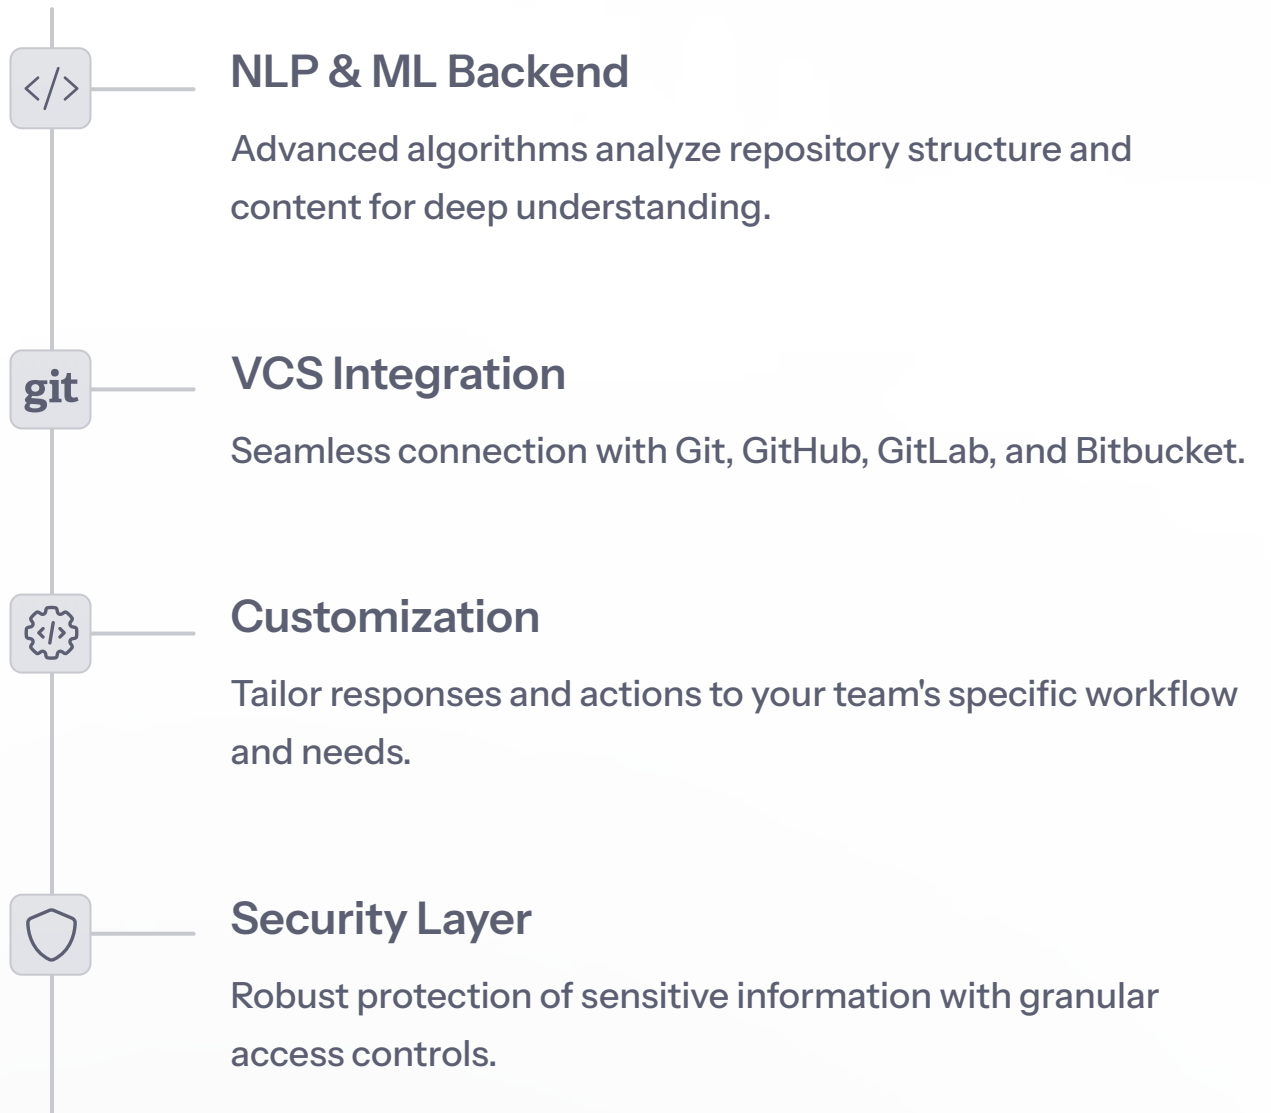 </>
NLP & ML Backend
Advanced algorithms analyze repository structure and
content for deep understanding.
git
VCS Integration
Seamless connection with Git, GitHub, GitLab, and Bitbucket.
Customization
Tailor responses and actions to your team's specific workflow
and needs.
Security Layer
Robust protection of sensitive information with granular
access controls.